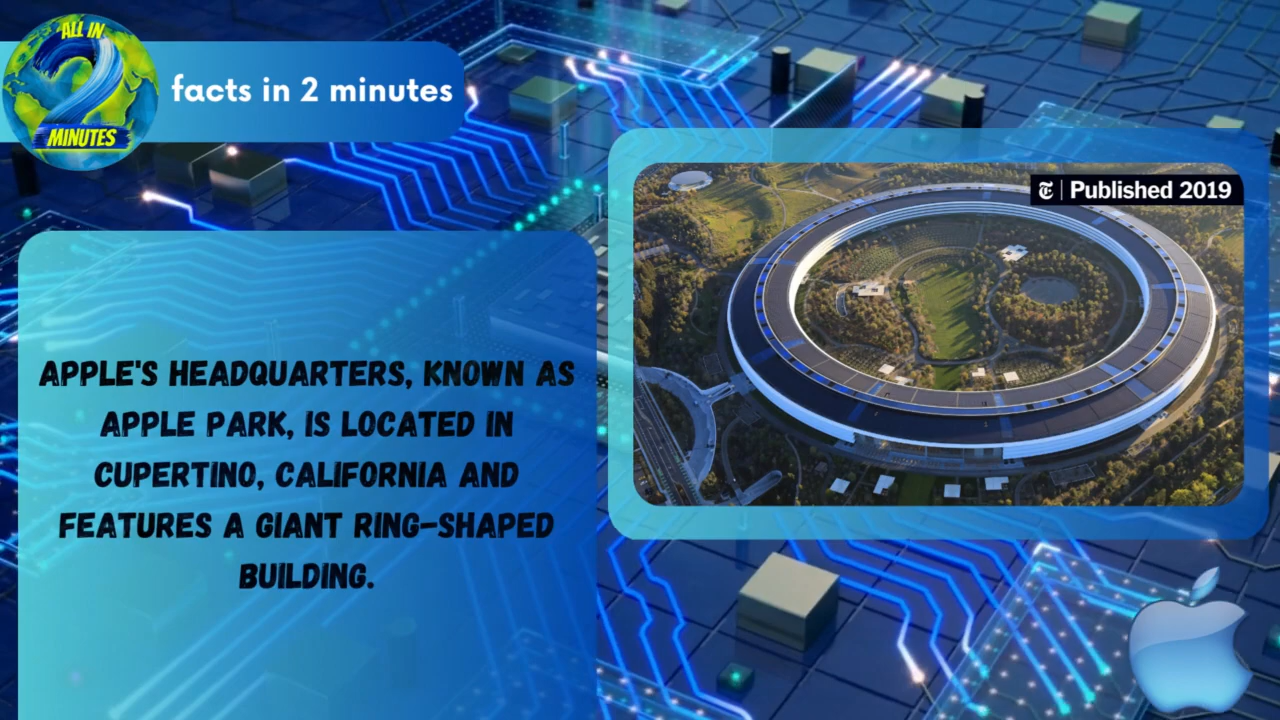 ALL IN
2
MINUTES
facts in 2 minutes
T | Published 2019
APPLE'S HEADQUARTERS, KNOWN AS
APPLE PARK, IS LOCATED IN
CUPERTINO, CALIFORNIA AND
FEATURES A GIANT RING-SHAPED
BUILDING.